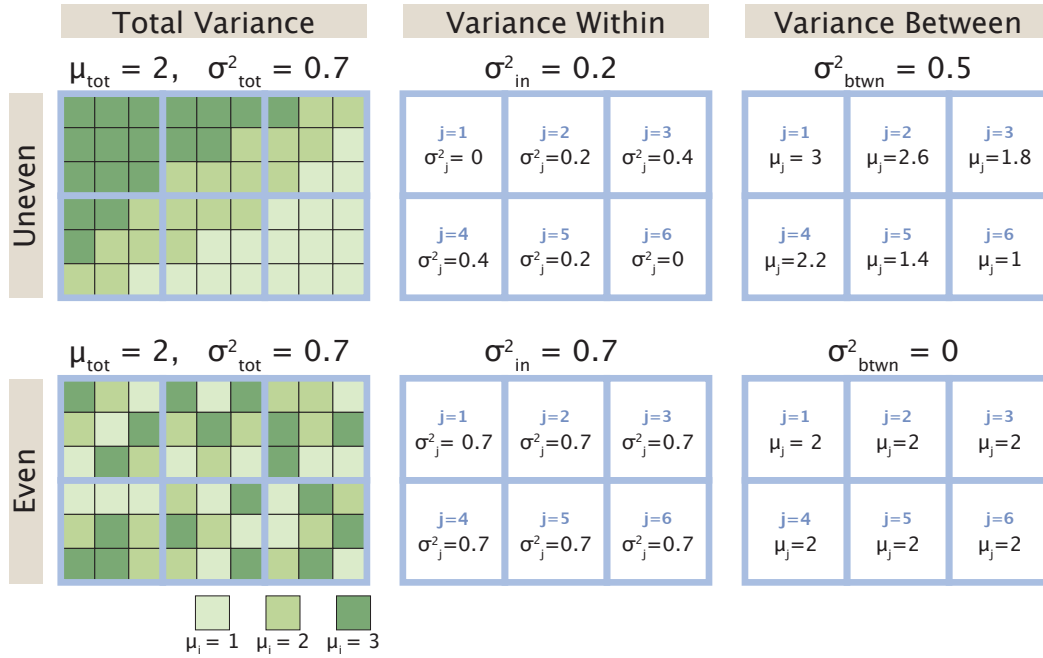 Total Variance
Variance Within
Variance Between
Uneven
μtot = 2, σ²tot = 0.7
σ²in = 0.2
σ²btwn = 0.5
j=1
σ²j= 0
j=2
σ²j=0.2
j=3
σ²j=0.4
j=4
σ²j=0.4
j=5
σ²j=0.2
j=6
σ²j=0
j=1
μj = 3
j=2
μj=2.6
j=3
μj=1.8
j=4
μj=2.2
j=5
μj=1.4
j=6
μj=1
Even
μtot = 2, σ²tot = 0.7
σ²in = 0.7
σ²btwn = 0
j=1
σ²j= 0.7
j=2
σ²j=0.7
j=3
σ²j=0.7
j=4
σ²j=0.7
j=5
σ²j=0.7
j=6
σ²j=0.7
j=1
μj = 2
j=2
μj=2
j=3
μj=2
j=4
μj=2
j=5
μj=2
j=6
μj=2
μi = 1 μi = 2 μi = 3